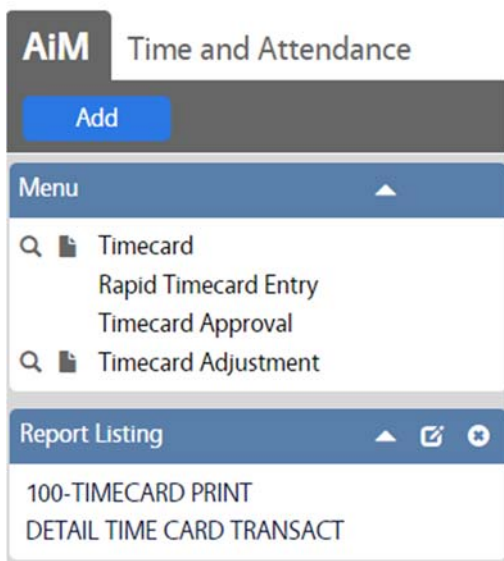 AiM Time and Attendance
Add
Menu
Timecard
Rapid Timecard Entry
Timecard Approval
Timecard Adjustment
Report Listing
100-TIMECARD PRINT
DETAIL TIME CARD TRANSACT